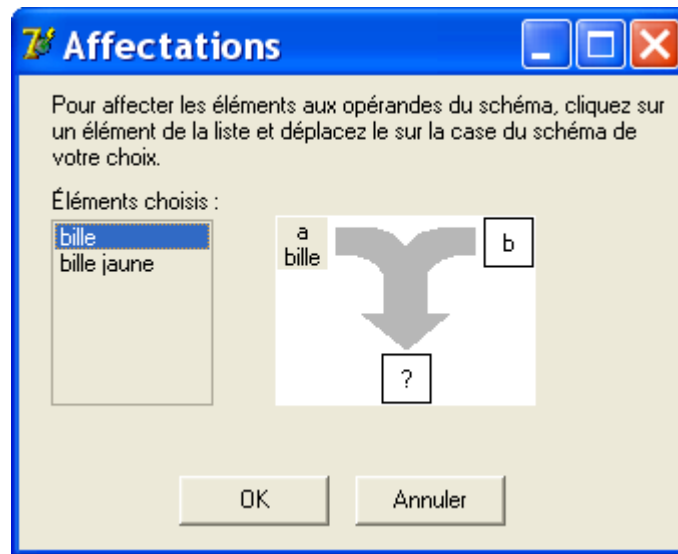 Affectations
Pour affecter les éléments aux opérandes du schéma, cliquez sur
un élément de la liste et déplacez le sur la case du schéma de
votre choix.
Éléments choisis :
bille
bille jaune
a
bille
b
?
OK
Annuler